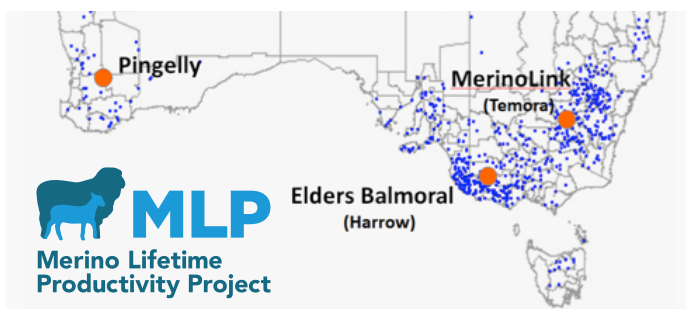 Pingelly
MerinoLink
(Temora)
Elders Balmoral
(Harrow)
MLP
Merino Lifetime
Productivity Project